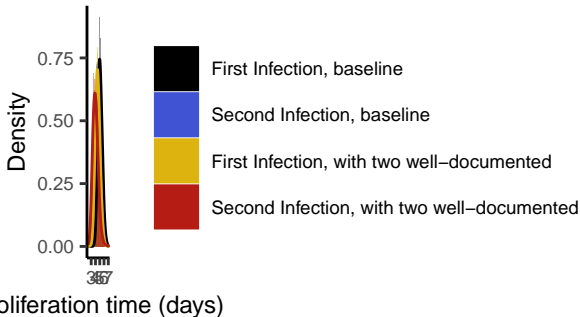 Density
0.75
0.50
0.25
0.00
34567
oliferation time (days)
First Infection, baseline
Second Infection, baseline
First Infection, with two well−documented
Second Infection, with two well−documented